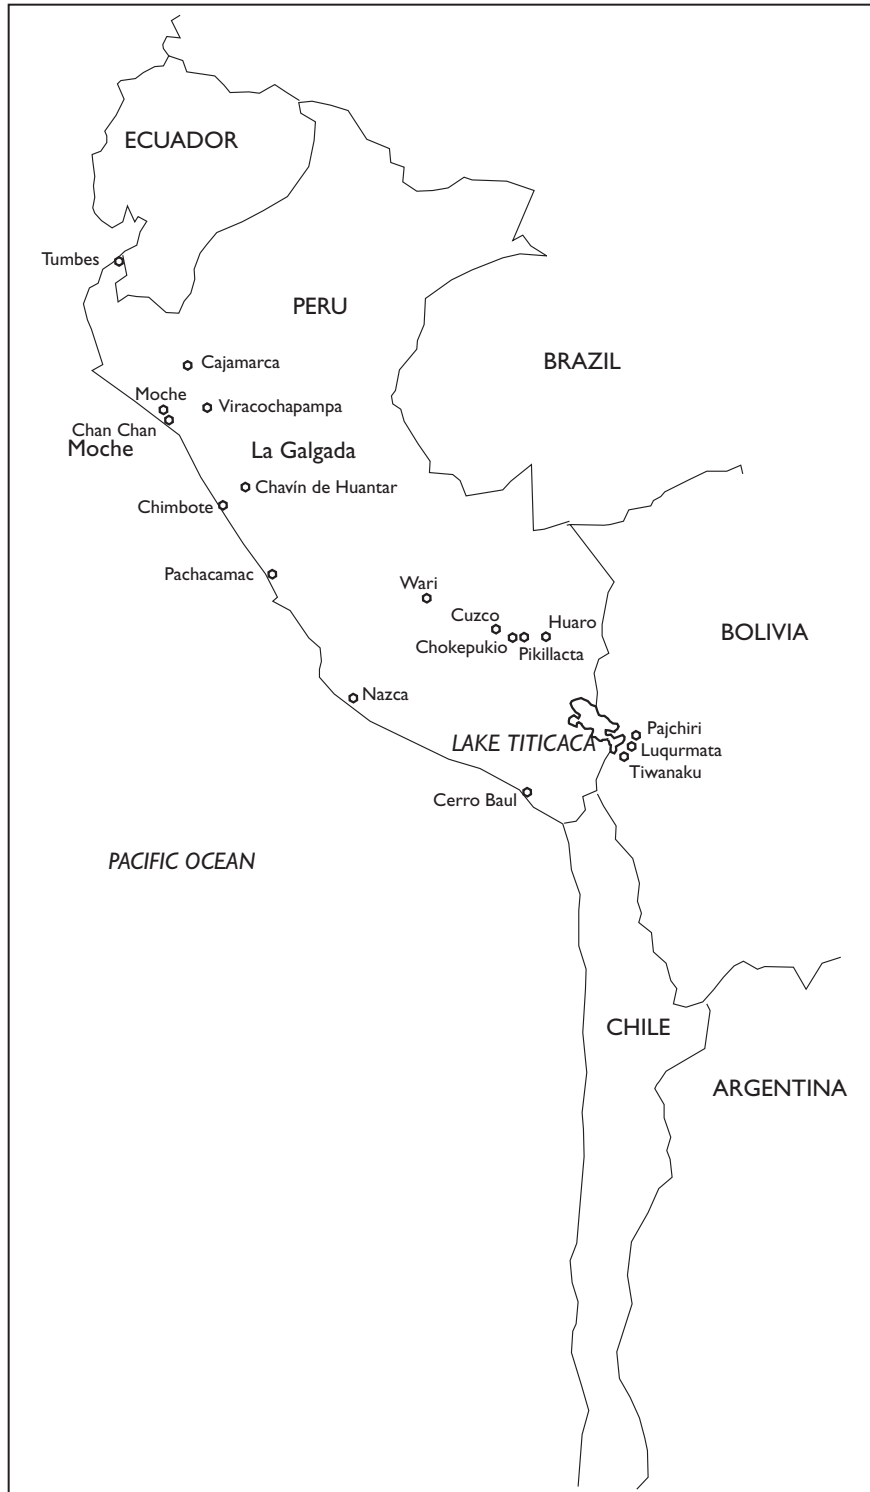 ECUADOR
Tumbes
PERU
BRAZIL
Cajamarca
Moche
Viracochapampa
Chan Chan
Moche
La Galgada
Chavín de Huantar
Chimbote
Pachacamac
Wari
Cuzco
Huaro
Chokepukio
Pikillacta
BOLIVIA
Nazca
LAKE TITICACA
Pajchiri
Luqurmata
Tiwanaku
Cerro Baul
PACIFIC OCEAN
CHILE
ARGENTINA